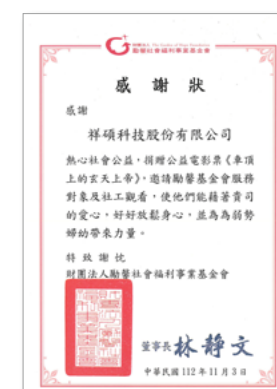 勵馨社會福利事業基金會
感謝狀
感謝
祥碩科技股份有限公司
熱心社會公益，捐贈公益電影票《車頂
上的玄天上帝》，邀請勵馨基金會服務
對象及社工觀看，使他們能藉著貴司
的愛心，好好放鬆身心，並為為弱勢
婦幼帶來力量。
特致謝忱
財團法人勵馨社會福利事業基金會
董事長 林靜文
中華民國 112 年 11 月 3 日